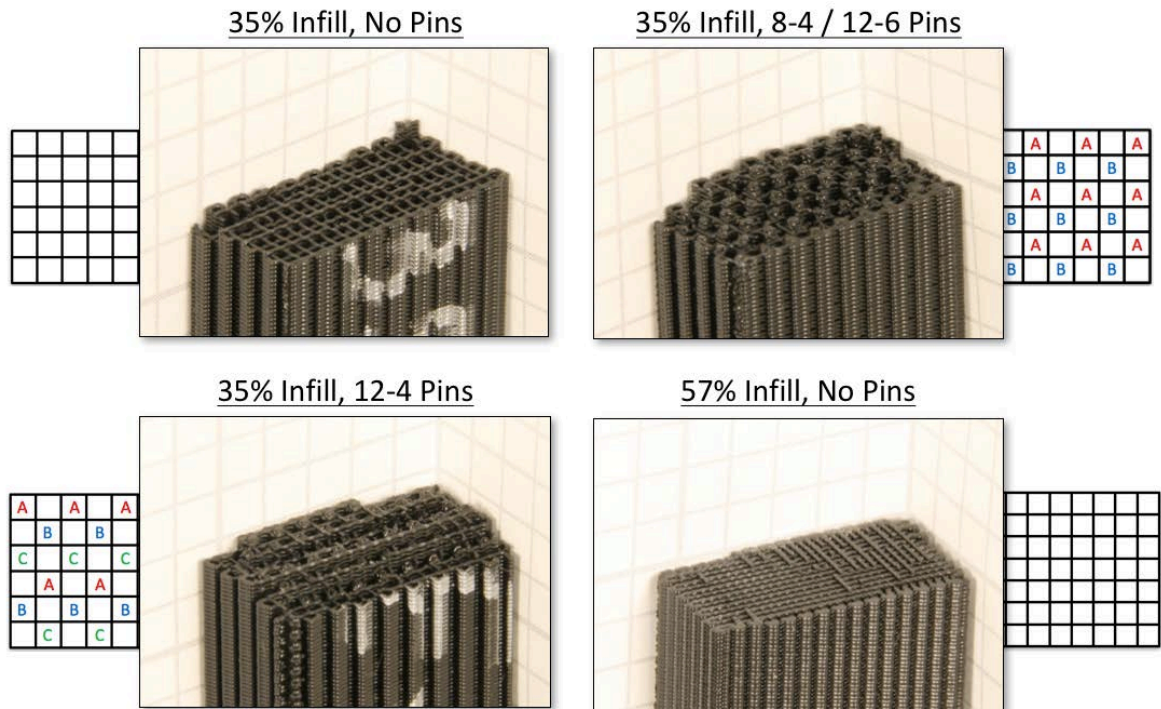 35% Infill, No Pins
35% Infill, 8-4 / 12-6 Pins
A A A
B B B
A A A
B B B
A A A
B B B
35% Infill, 12-4 Pins
57% Infill, No Pins
A A A
B B
C C C
A A
B B B
C C